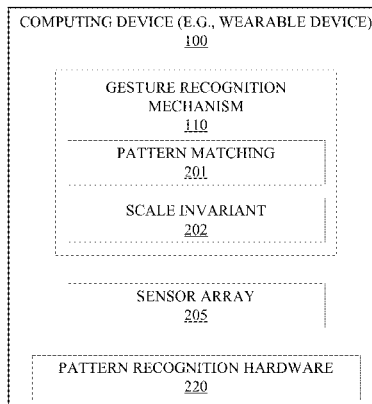 COMPUTING DEVICE (E.G., WEARABLE DEVICE)
100
GESTURE RECOGNITION
MECHANISM
110
PATTERN MATCHING
201
SCALE INVARIANT
202
SENSOR ARRAY
205
PATTERN RECOGNITION HARDWARE
220